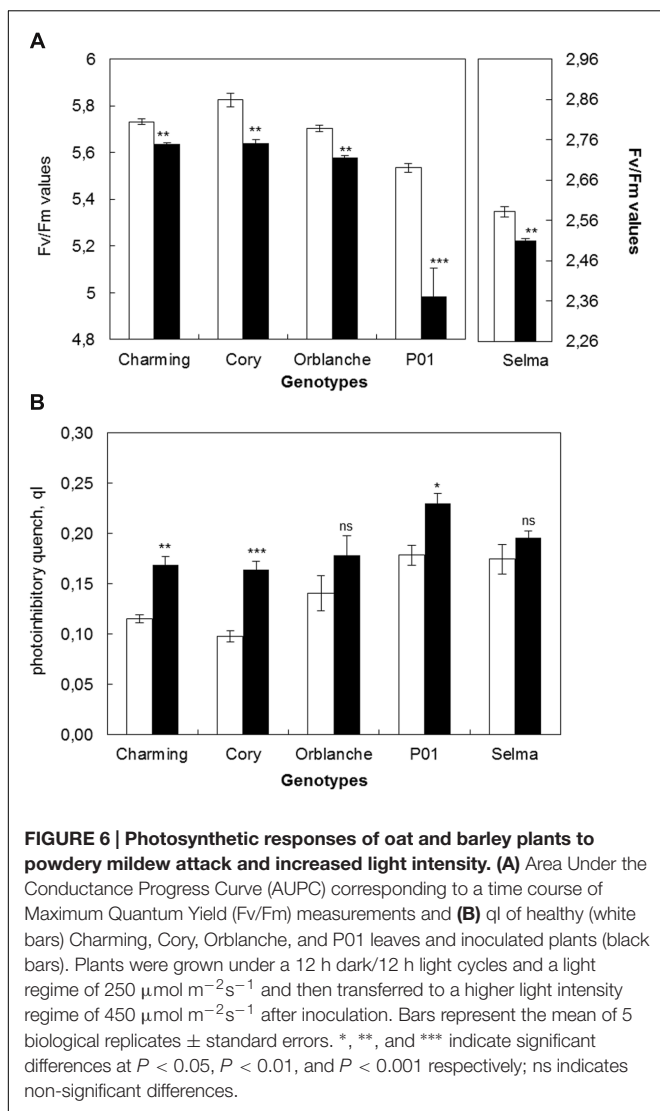 A
6
5,8
5,6
5,4
5,2
5
4,8
Fv/Fm values
** ** ** ***
Charming Cory Orblanche P01
Genotypes
2,96
2,86
2,76
2,66
2,56
2,46
2,36
2,26
Fv/Fm values
**
Selma
B
0,30
0,25
0,20
0,15
0,10
0,05
0,00
photoinhibitory quench, qI
** *** ns * ns
Charming Cory Orblanche P01 Selma
Genotypes
FIGURE 6 | Photosynthetic responses of oat and barley plants to
powdery mildew attack and increased light intensity. (A) Area Under the
Conductance Progress Curve (AUPC) corresponding to a time course of
Maximum Quantum Yield (Fv/Fm) measurements and (B) qI of healthy (white
bars) Charming, Cory, Orblanche, and P01 leaves and inoculated plants (black
bars). Plants were grown under a 12 h dark/12 h light cycles and a light
regime of 250 μmol m−2s−1 and then transferred to a higher light intensity
regime of 450 μmol m−2s−1 after inoculation. Bars represent the mean of 5
biological replicates ± standard errors. *, **, and *** indicate significant
differences at P < 0.05, P < 0.01, and P < 0.001 respectively; ns indicates
non-significant differences.